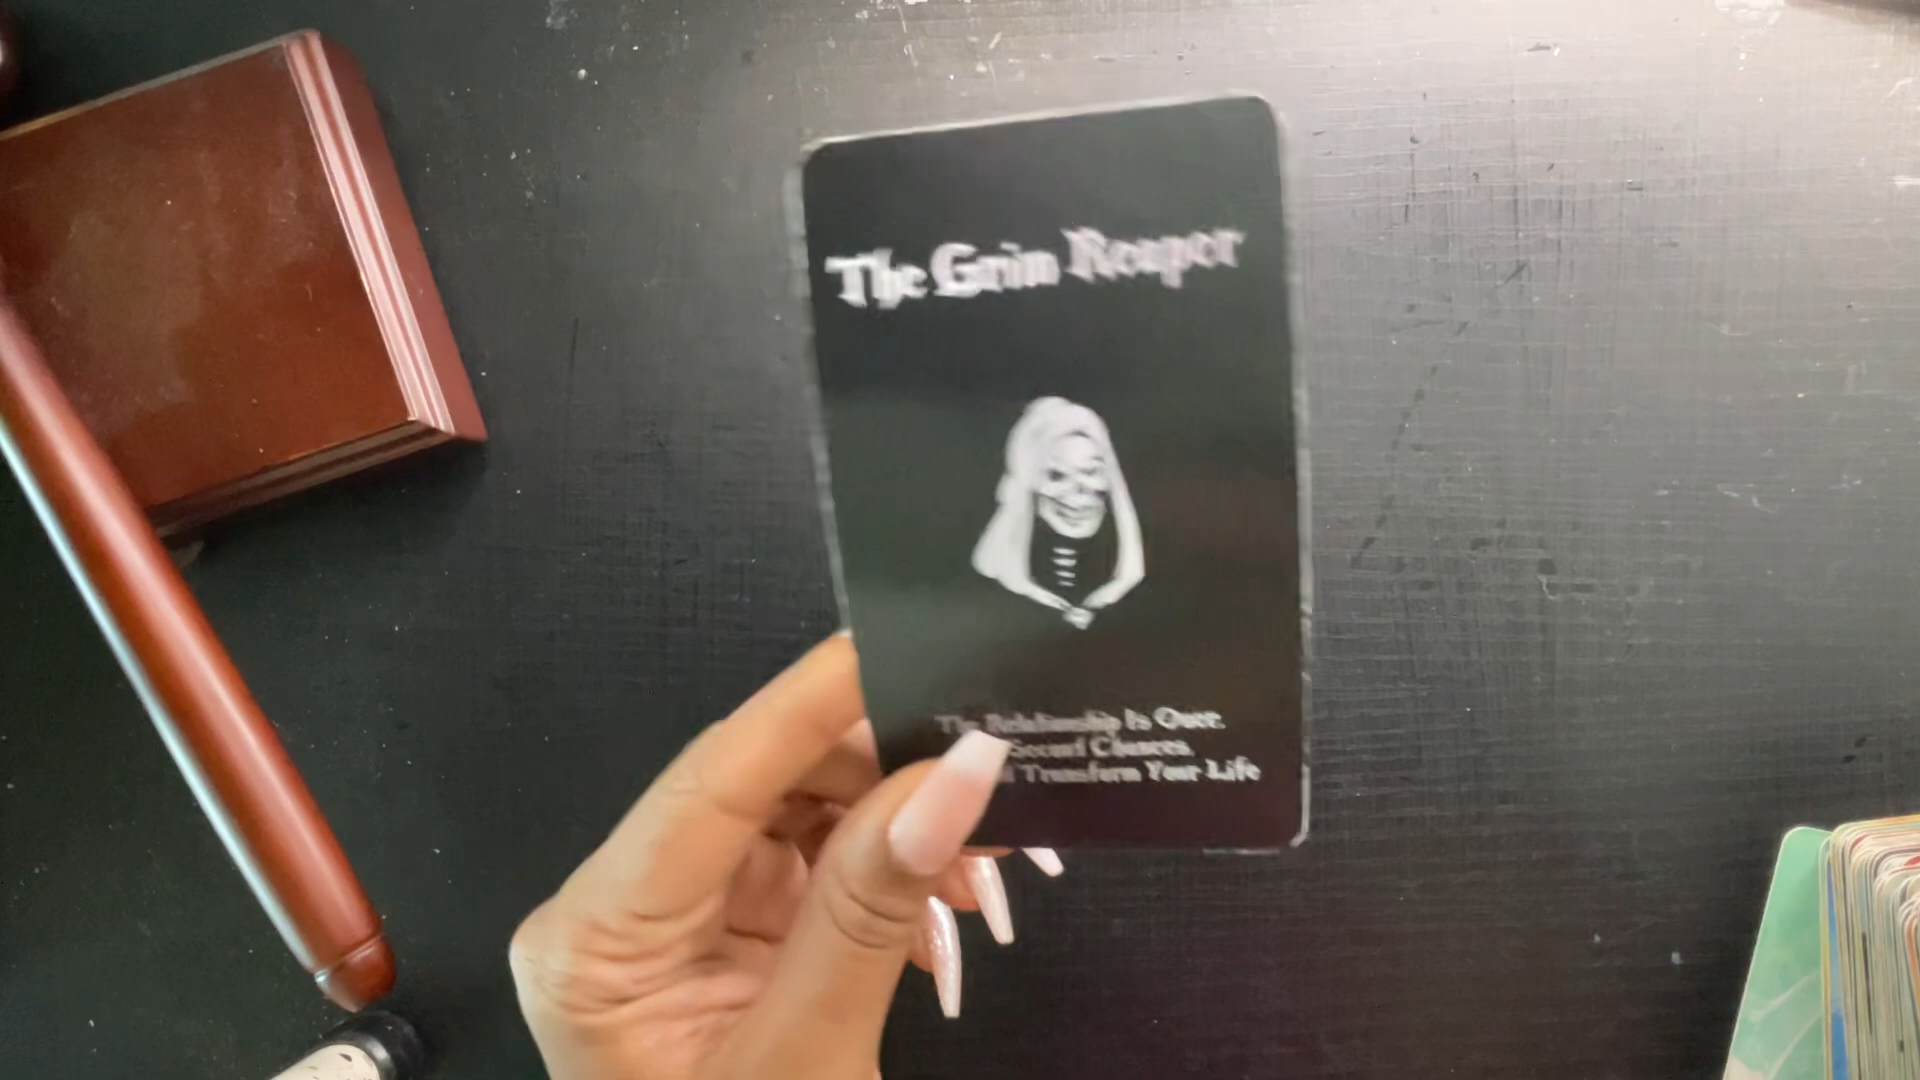 The Grim Reaper
The Relationship Is Over.
Second Chances.
Transform Your Life